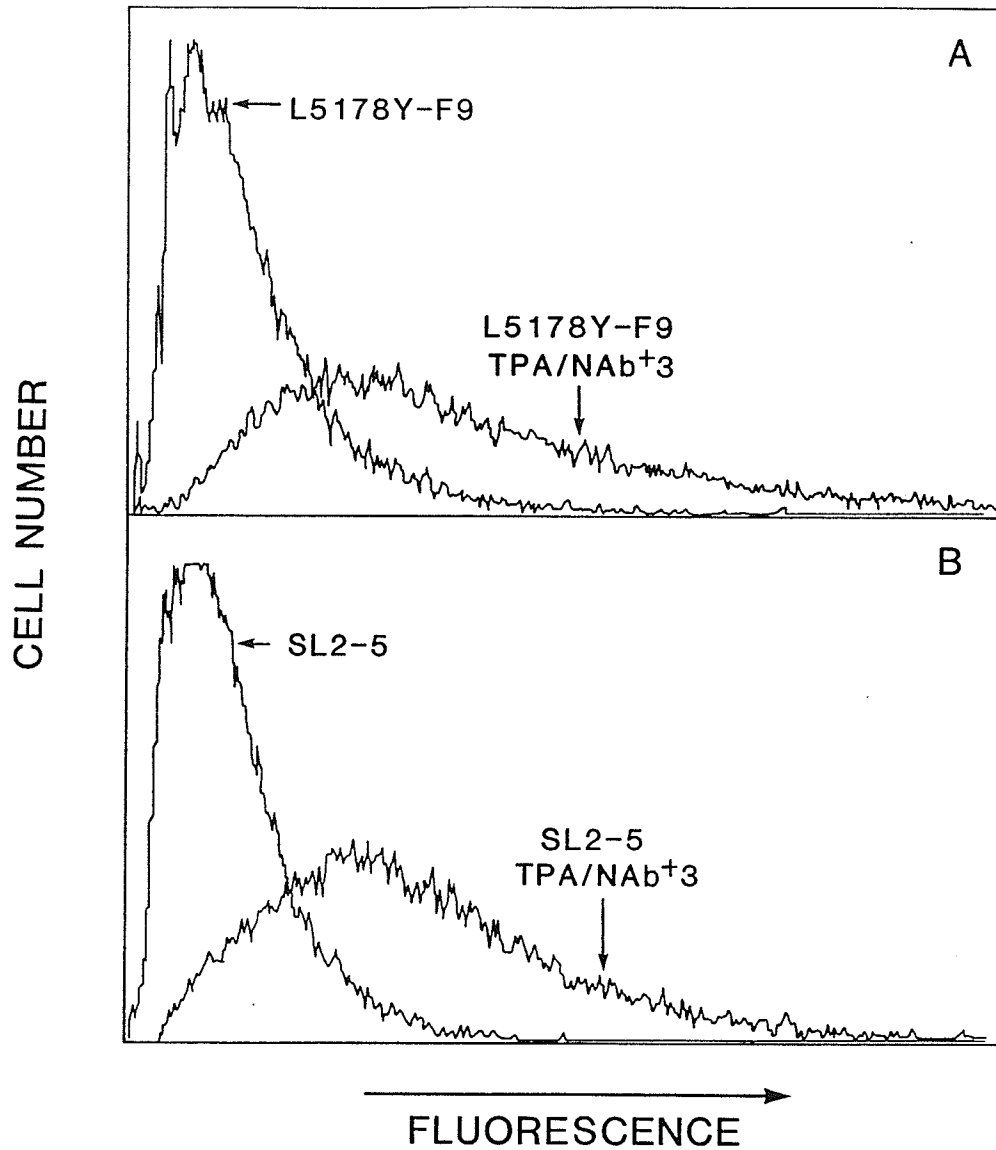 A
L5178Y-F9
L5178Y-F9
TPA/NAb⁺3
CELL NUMBER
B
SL2-5
SL2-5
TPA/NAb⁺3
FLUORESCENCE